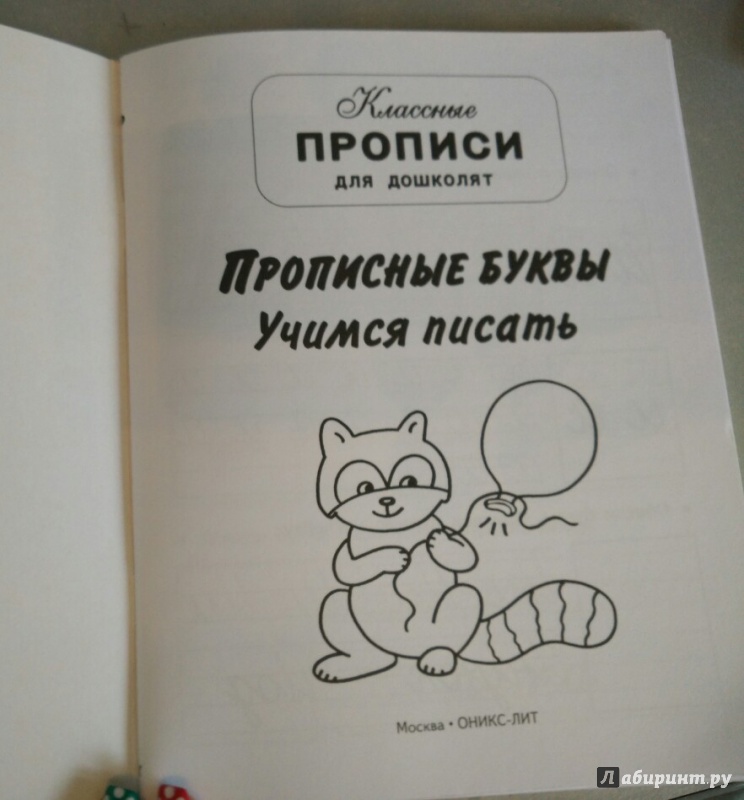 Классные
ПРОПИСИ
для дошколят
Прописные буквы
Учимся писать
Москва • ОНИКС-ЛИТ
Лабиринт.ру